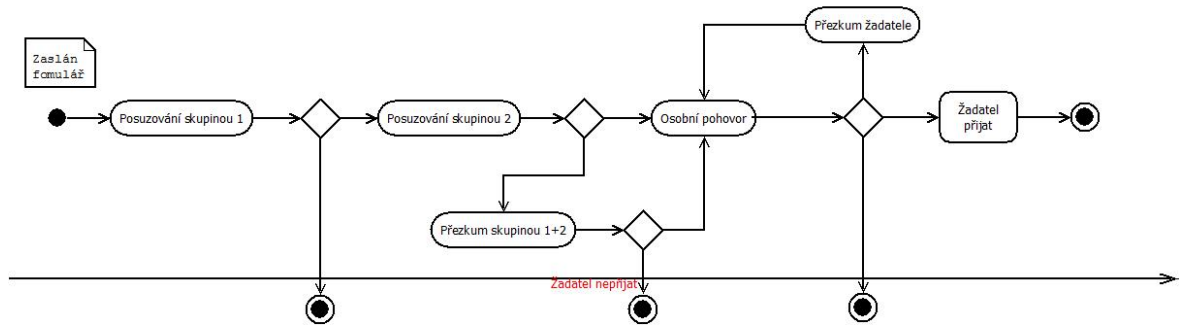 Přezkum žadatele
Zaslán
fomulář
Posuzování skupinou 1
Posuzování skupinou 2
Osobní pohovor
Žadatel
přijat
Přezkum skupinou 1+2
Žadatel nepřijat